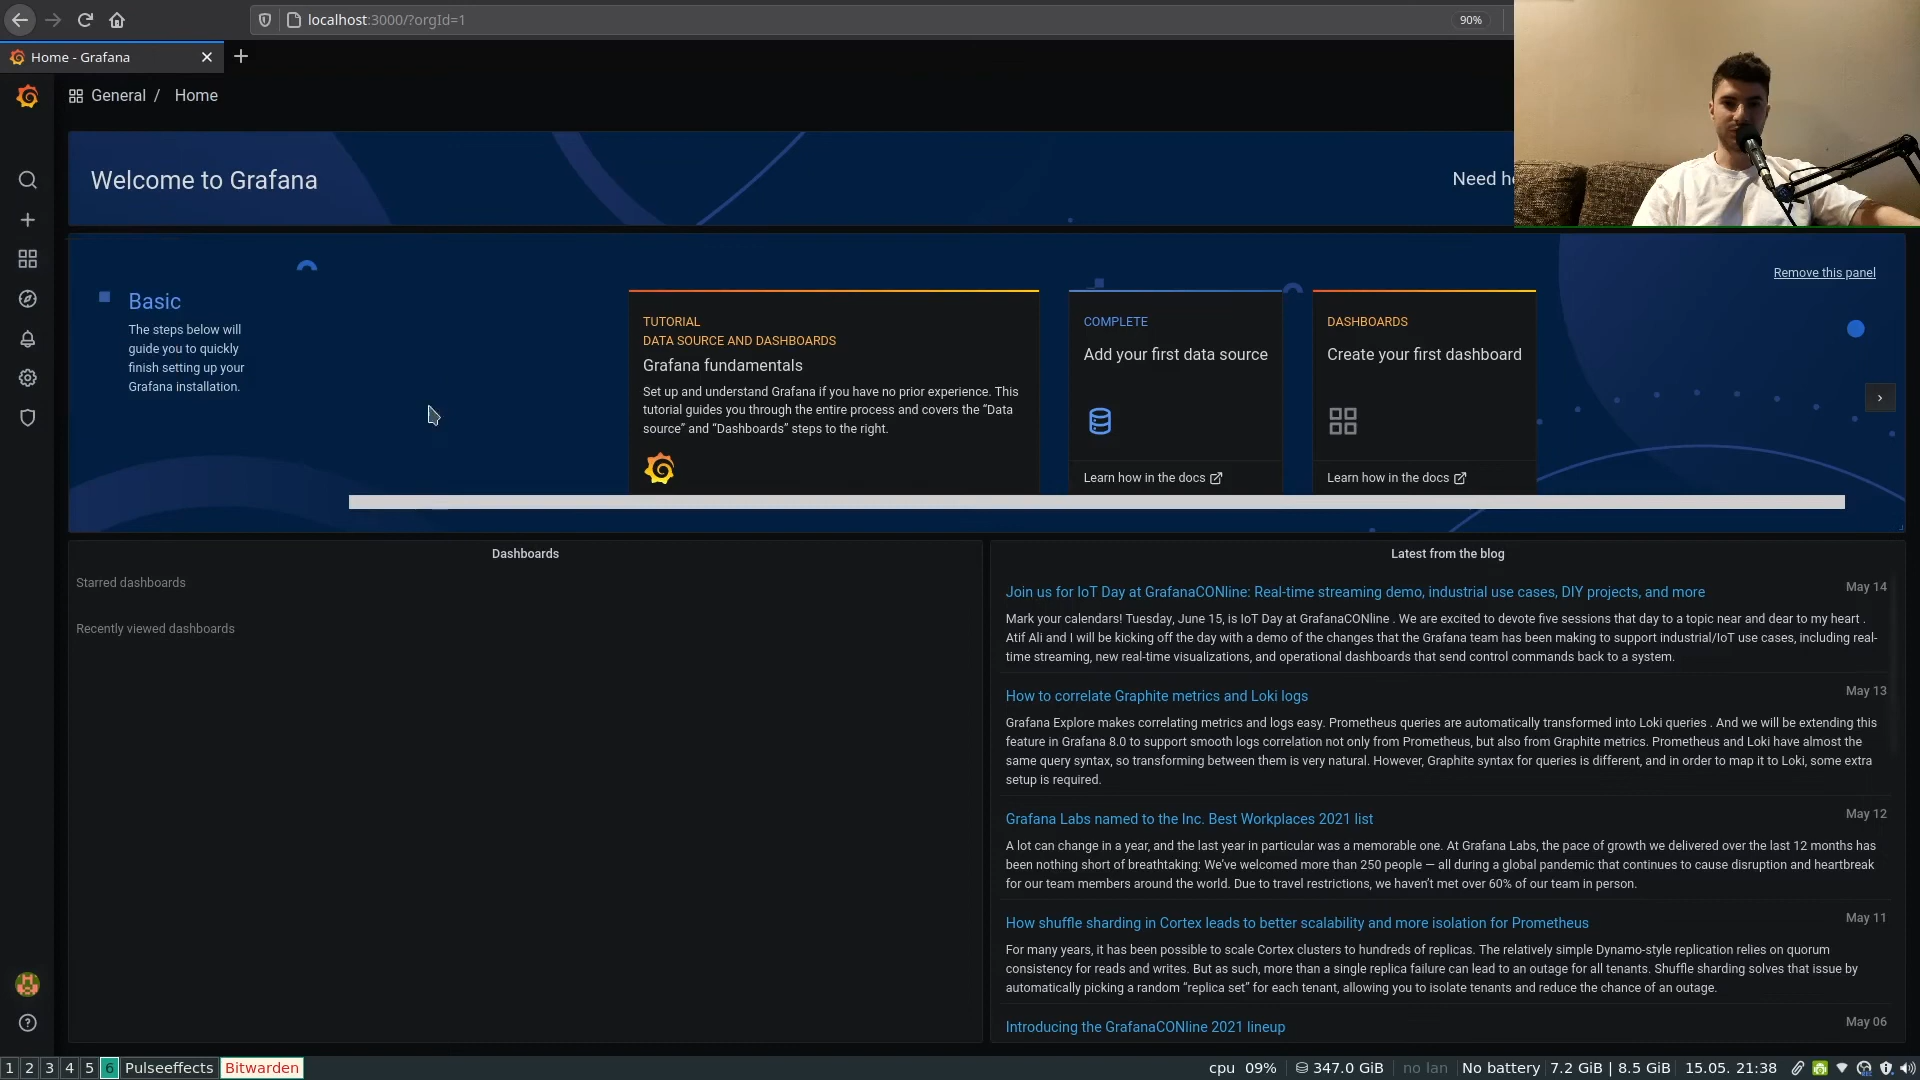 localhost:3000/?orgId=1
90%
Home - Grafana
General / Home
Welcome to Grafana
Need h
Remove this panel
Basic
The steps below will
guide you to quickly
finish setting up your
Grafana installation.
TUTORIAL
DATA SOURCE AND DASHBOARDS
Grafana fundamentals
Set up and understand Grafana if you have no prior experience. This
tutorial guides you through the entire process and covers the “Data
source” and “Dashboards” steps to the right.
COMPLETE
Add your first data source
Learn how in the docs
DASHBOARDS
Create your first dashboard
Learn how in the docs
Dashboards
Starred dashboards
Recently viewed dashboards
Latest from the blog
Join us for IoT Day at GrafanaCONline: Real-time streaming demo, industrial use cases, DIY projects, and more
May 14
Mark your calendars! Tuesday, June 15, is IoT Day at GrafanaCONline . We are excited to devote five sessions that day to a topic near and dear to my heart .
Atif Ali and I will be kicking off the day with a demo of the changes that the Grafana team has been making to support industrial/IoT use cases, including real-
time streaming, new real-time visualizations, and operational dashboards that send control commands back to a system.
How to correlate Graphite metrics and Loki logs
May 13
Grafana Explore makes correlating metrics and logs easy. Prometheus queries are automatically transformed into Loki queries . And we will be extending this
feature in Grafana 8.0 to support smooth logs correlation not only from Prometheus, but also from Graphite metrics. Prometheus and Loki have almost the
same query syntax, so transforming between them is very natural. However, Graphite syntax for queries is different, and in order to map it to Loki, some extra
setup is required.
Grafana Labs named to the Inc. Best Workplaces 2021 list
May 12
A lot can change in a year, and the last year in particular was a memorable one. At Grafana Labs, the pace of growth we delivered over the last 12 months has
been nothing short of breathtaking: We’ve welcomed more than 250 people — all during a global pandemic that continues to cause disruption and heartbreak
for our team members around the world. Due to travel restrictions, we haven’t met over 60% of our team in person.
How shuffle sharding in Cortex leads to better scalability and more isolation for Prometheus
May 11
For many years, it has been possible to scale Cortex clusters to hundreds of replicas. The relatively simple Dynamo-style replication relies on quorum
consistency for reads and writes. But as such, more than a single replica failure can lead to an outage for all tenants. Shuffle sharding solves that issue by
automatically picking a random “replica set” for each tenant, allowing you to isolate tenants and reduce the chance of an outage.
Introducing the GrafanaCONline 2021 lineup
May 06
1 2 3 4 5 6 Pulseeffects Bitwarden
cpu 09% 347.0 GiB no lan No battery 7.2 GiB | 8.5 GiB 15.05. 21:38